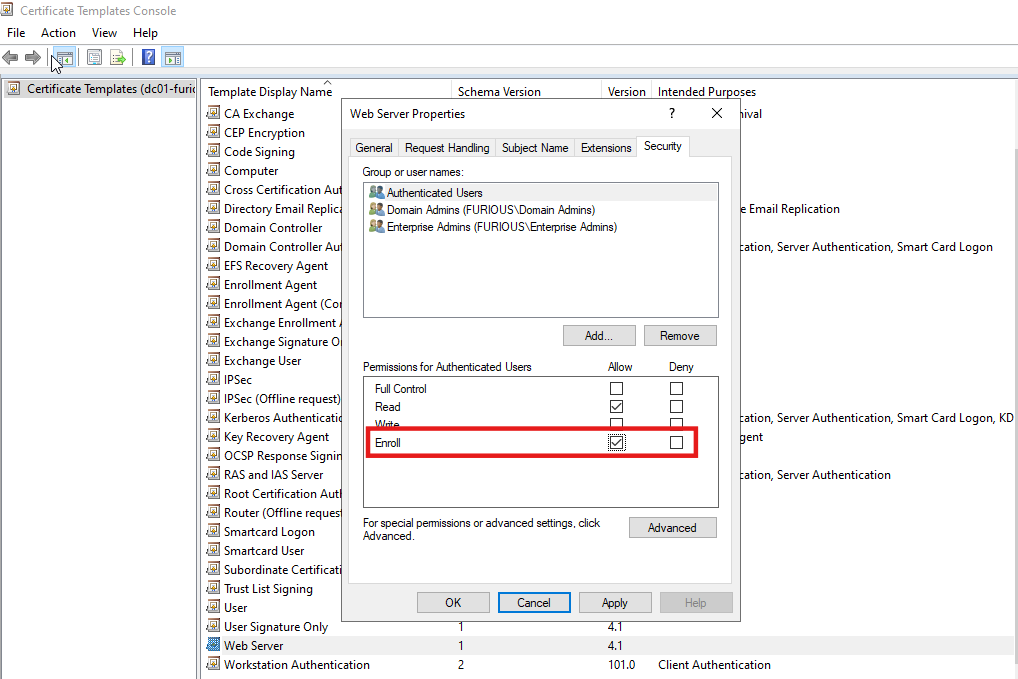 Certificate Templates Console
File Action View Help
Certificate Templates (dc01-furic
Template Display Name Schema Version Version Intended Purposes
CA Exchange
CEP Encryption
Code Signing
Computer
Cross Certification Aut
Directory Email Replica e Email Replication
Domain Controller
Domain Controller Aut cation, Server Authentication, Smart Card Logon
EFS Recovery Agent
Enrollment Agent
Enrollment Agent (Cor
Exchange Enrollment A
Exchange Signature O
Exchange User
IPSec
IPSec (Offline request)
Kerberos Authenticatio cation, Server Authentication, Smart Card Logon, KD
Key Recovery Agent gent
OCSP Response Signin
RAS and IAS Server cation, Server Authentication
Root Certification Auth
Router (Offline request
Smartcard Logon
Smartcard User
Subordinate Certificati
Trust List Signing
User
User Signature Only 1 4.1
Web Server 1 4.1
Workstation Authentication 2 101.0 Client Authentication
Web Server Properties ?
General Request Handling Subject Name Extensions Security
Group or user names:
Authenticated Users
Domain Admins (FURIOUS\Domain Admins)
Enterprise Admins (FURIOUS\Enterprise Admins)
Add... Remove
Permissions for Authenticated Users Allow Deny
Full Control
Read
Write
Enroll
For special permissions or advanced settings, click
Advanced.
Advanced
OK Cancel Apply Help